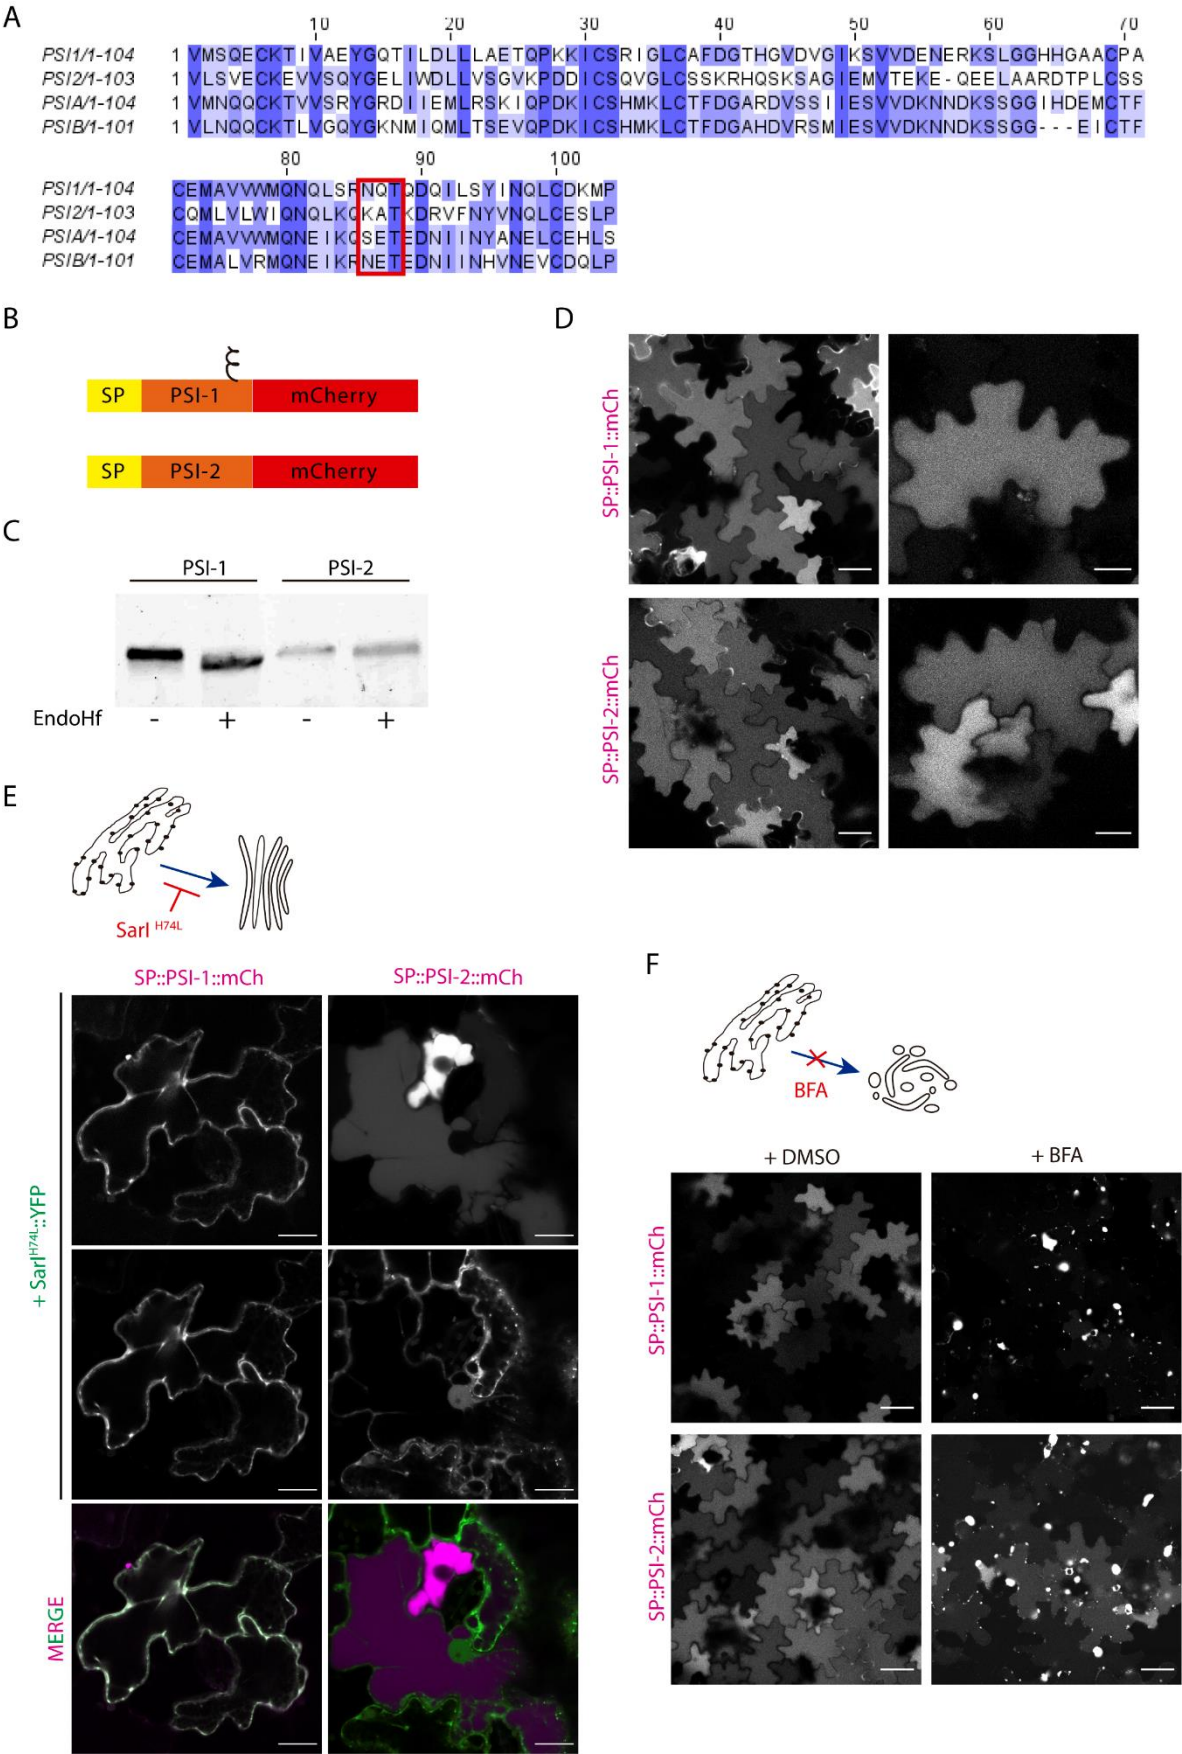 A
10 20 30 40 50 60 70
PSI1/1-104 1 VMSQECKTIVAEYGQTILDLLLAETQPKKICSRIGLCAFDGTHGVDVGIKSVVDENERKSLGGHHGAACPA
PSI2/1-103 1 VLSVECKEVVSQYGELIWDLLVSGVKPDDICSQVGLCSSKRHQSKSAGIEMVTEKE-QEELAARDTPLCSS
PSIA/1-104 1 VMNQQCKTVVSRYGRDIIEMLRSKIQPDKICSHMKLCTFDGARDVSSIIESVVDKNNDKSSGGIHDEMCTF
PSIB/1-101 1 VLNQQCKTLVGQYGKNMIQMLTSEVQPDKICSHMKLCTFDGAHDVRSMIESVVDKNNDKSSGG---EICTF
80 90 100
PSI1/1-104 CEMAVVWMQNQLSRNQTQDQILSYINQLCDKMP
PSI2/1-103 CQMLVLWIQNQLKQKATKDRVFNYVNQLCESLP
PSIA/1-104 CEMAVVWMQNEIKQSETEDNIINYANELCEHLS
PSIB/1-101 CEMALVRMQNEIKRNETEDNIINHVNEVCDQLP
B
SP PSI-1 mCherry
SP PSI-2 mCherry
C
PSI-1 PSI-2
EndoHf - + - +
D
SP::PSI-1::mCh
SP::PSI-2::mCh
E
SarI H74L
SP::PSI-1::mCh SP::PSI-2::mCh
+ SarI H74L::YFP
MERGE
F
BFA
+ DMSO + BFA
SP::PSI-1::mCh
SP::PSI-2::mCh